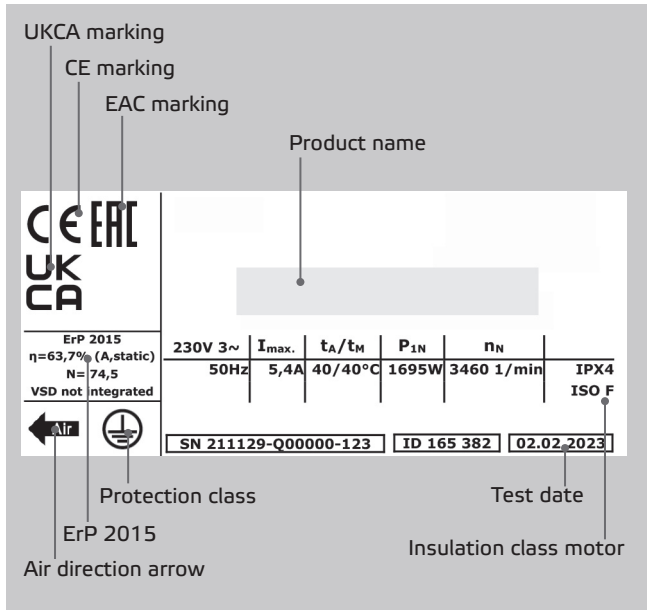 UKCA marking
CE marking
EAC marking
Product name
CE EAC
UK
CA
ErP 2015
η=63,7% (A,static)
N= 74,5
VSD not integrated
230V 3~ Imax. tA/tM P1N nN
50Hz 5,4A 40/40°C 1695W 3460 1/min IPX4
ISO F
Air
SN 211129-Q00000-123 ID 165 382 02.02.2023
Protection class
Test date
ErP 2015
Insulation class motor
Air direction arrow